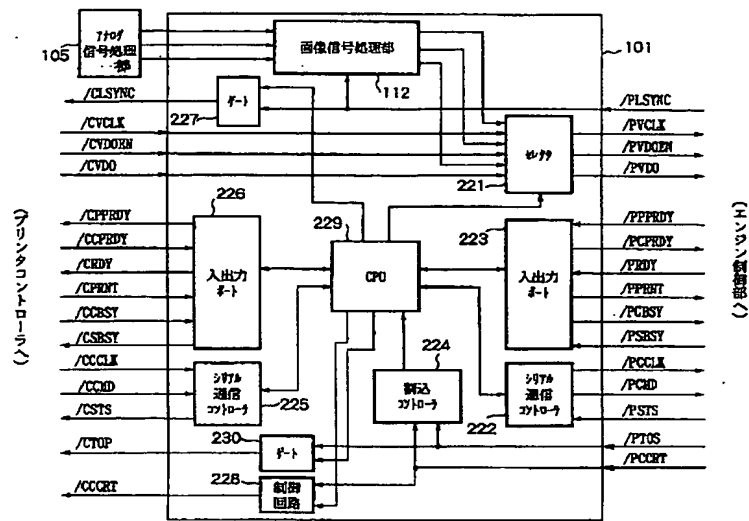 アナログ
信号処理
部
105
画像信号処理部
112
101
/CLSYNC
ゲート
227
/PLSYNC
/CVCLK
/CVDOEN
/CVDO
セレクタ
221
/PVCLK
/PVDOEN
/PVDO
(プリンタコントローラへ)
/CPPRDY
/CCPRDY
/CRDY
/CPRNT
/CCBSY
/CSBSY
226
入出力
ポート
229
CPU
223
入出力
ポート
/PPPRDY
/PCPRDY
/PRDY
/PPRNT
/PCBSY
/PSBSY
(エンジン制御部へ)
/CCCLK
/CCMD
/CSTS
シリアル
通信
コントローラ
225
224
割込
コントローラ
シリアル
通信
コントローラ
222
/PCCLK
/PCMD
/PSTS
/CTOP
230
ゲート
/PTOS
/PCCRT
228
制御
回路
/CCCRT